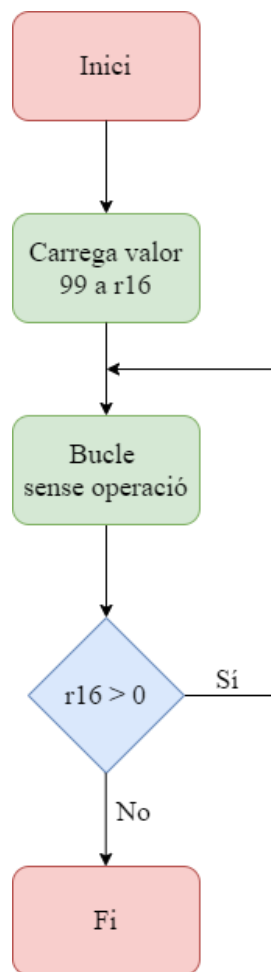 Inici
Carrega valor
99 a r16
Bucle
sense operació
r16 > 0
Sí
No
Fi